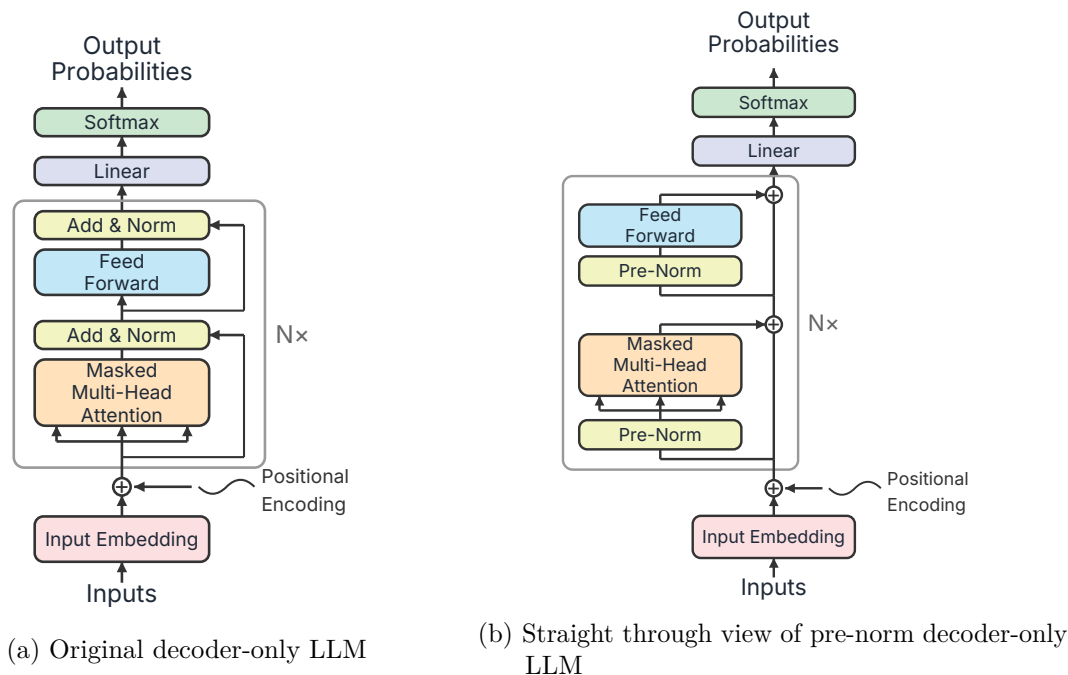 Output
Probabilities
Softmax
Linear
Add & Norm
Feed
Forward
Add & Norm
N×
Masked
Multi-Head
Attention
Positional
Encoding
Input Embedding
Inputs
(a) Original decoder-only LLM
Output
Probabilities
Softmax
Linear
Feed
Forward
Pre-Norm
N×
Masked
Multi-Head
Attention
Pre-Norm
Positional
Encoding
Input Embedding
Inputs
(b) Straight through view of pre-norm decoder-only
LLM